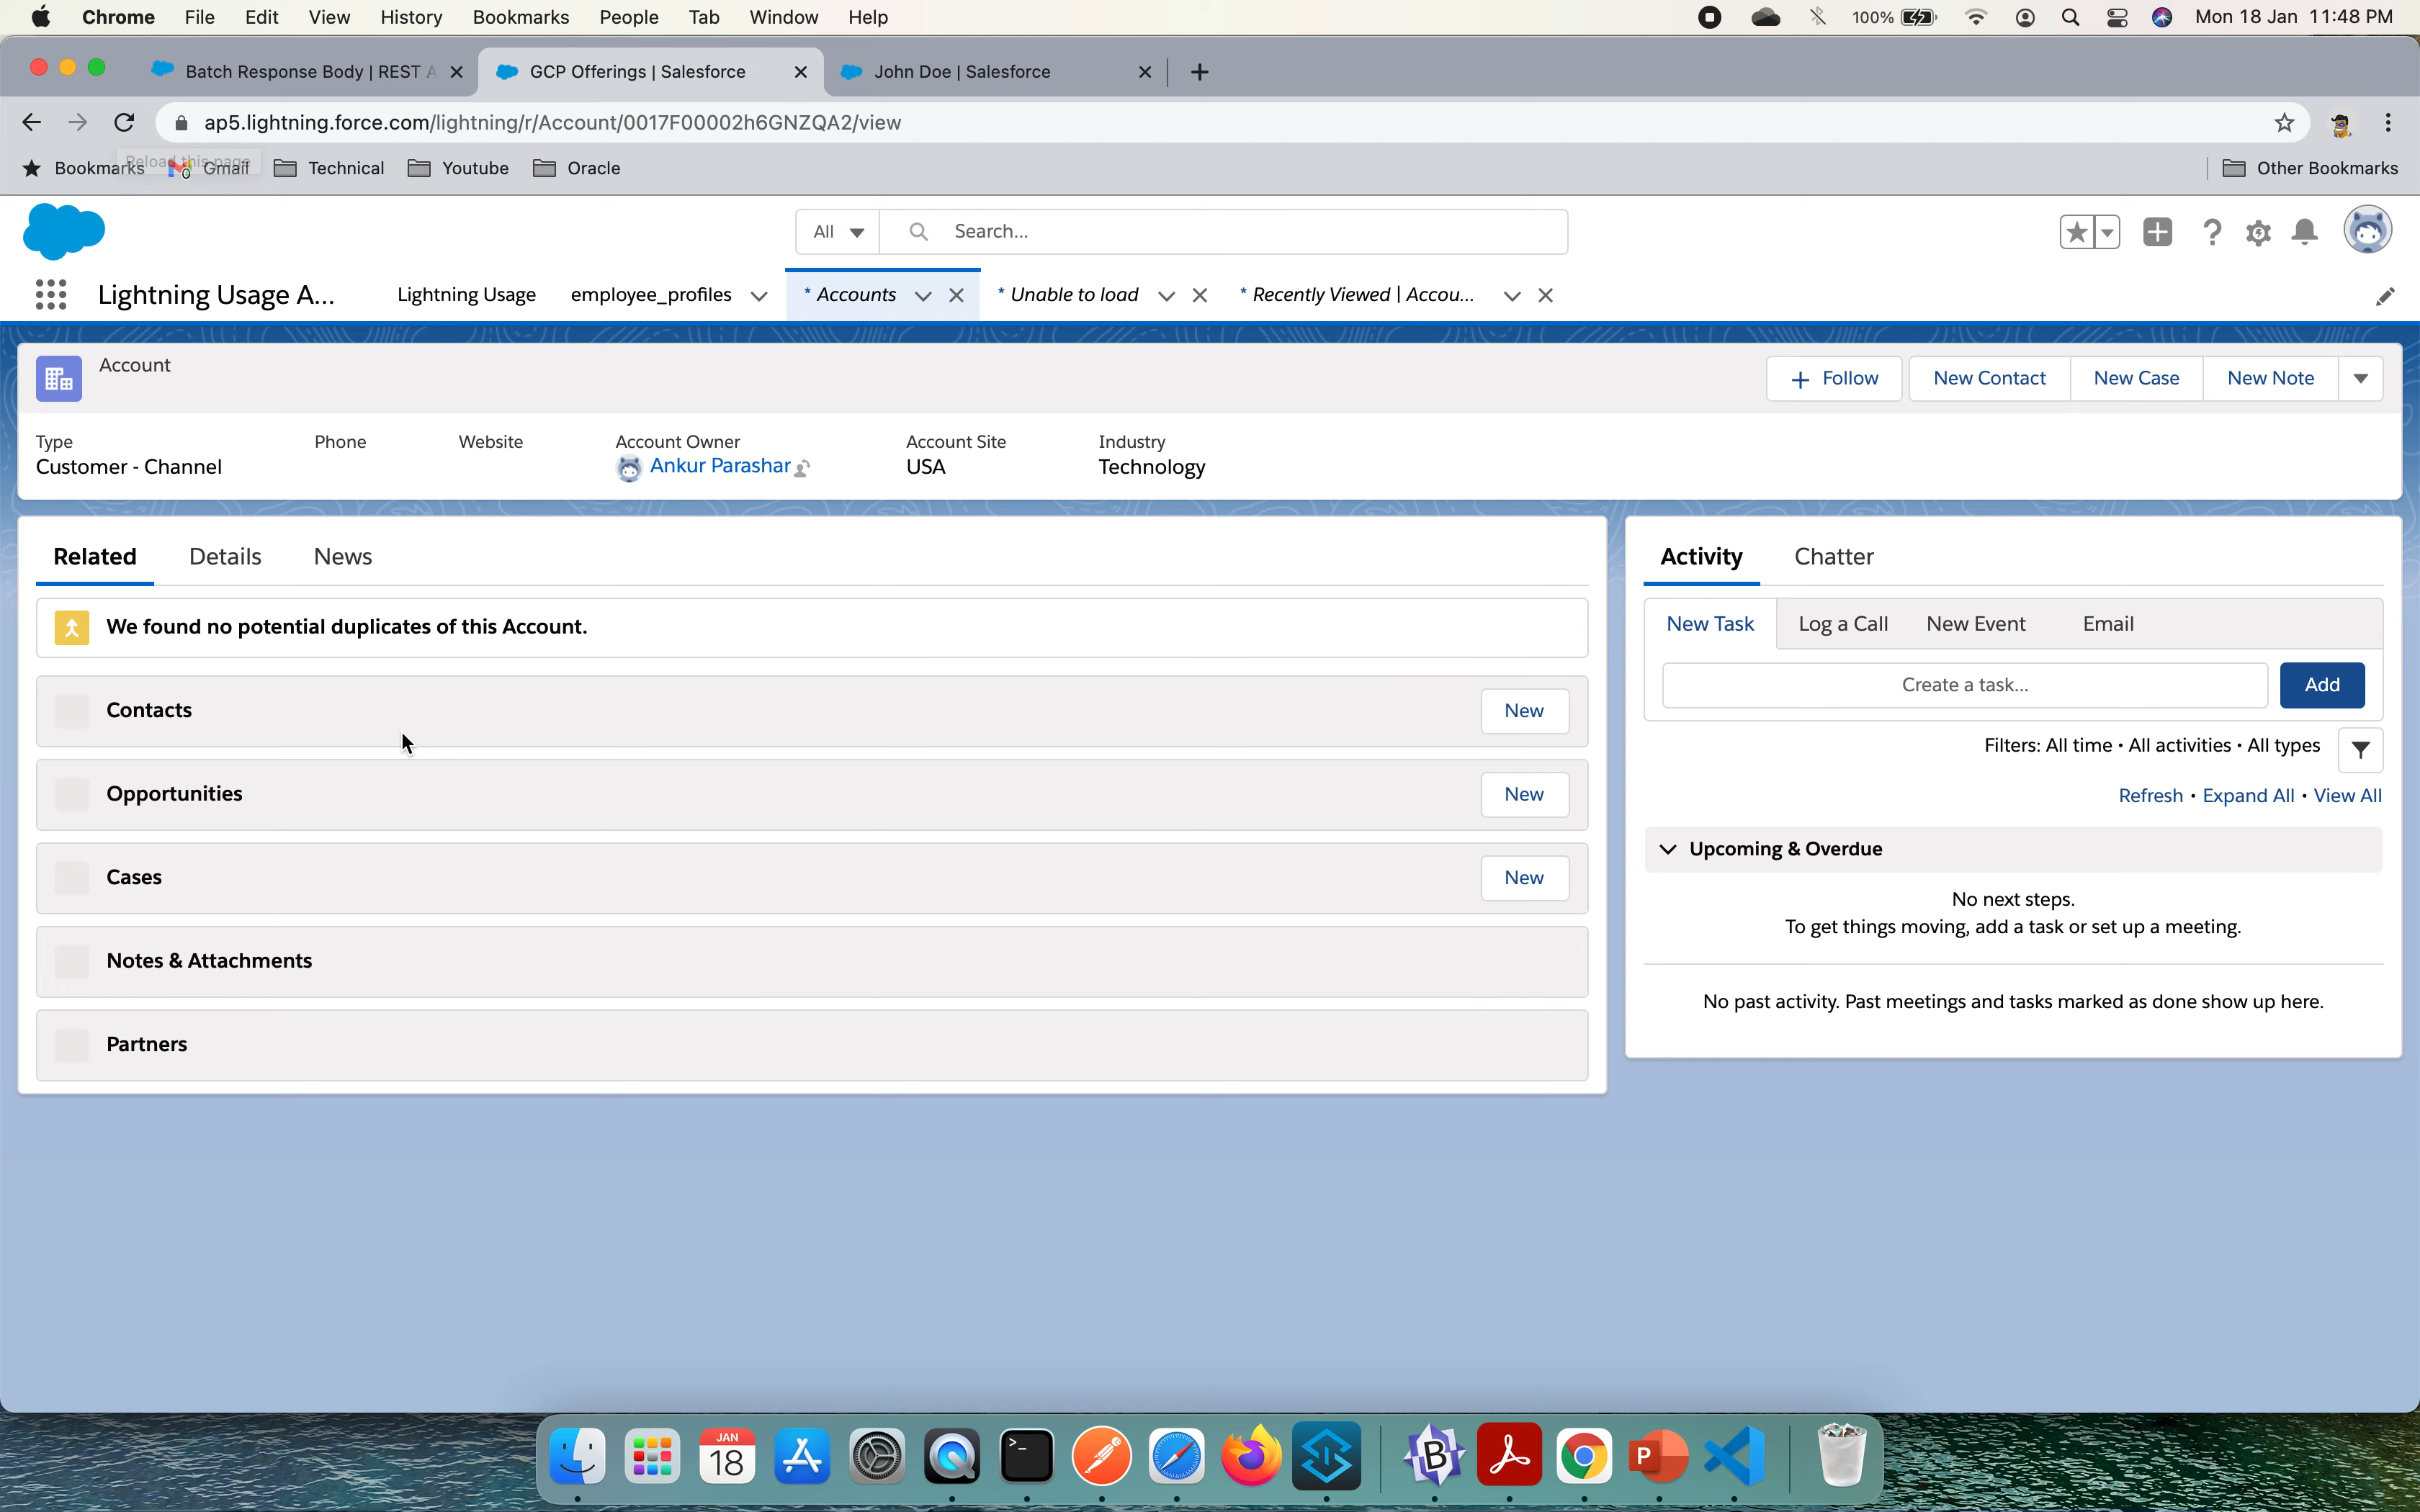 Chrome File Edit View History Bookmarks People Tab Window Help 100% Mon 18 Jan 11:48 PM
Batch Response Body | REST A GCP Offerings | Salesforce John Doe | Salesforce
ap5.lightning.force.com/lightning/r/Account/0017F00002h6GNZQA2/view
Reload this page
Bookmarks Gmail Technical Youtube Oracle Other Bookmarks
All Search...
Lightning Usage A... Lightning Usage employee_profiles * Accounts * Unable to load * Recently Viewed | Accou...
Account
Follow New Contact New Case New Note
Type Phone Website Account Owner Account Site Industry
Customer - Channel Ankur Parashar USA Technology
Related Details News
We found no potential duplicates of this Account.
Contacts New
Opportunities New
Cases New
Notes & Attachments
Partners
Activity Chatter
New Task Log a Call New Event Email
Create a task... Add
Filters: All time • All activities • All types
Refresh • Expand All • View All
Upcoming & Overdue
No next steps.
To get things moving, add a task or set up a meeting.
No past activity. Past meetings and tasks marked as done show up here.
JAN
18
>_
B
P